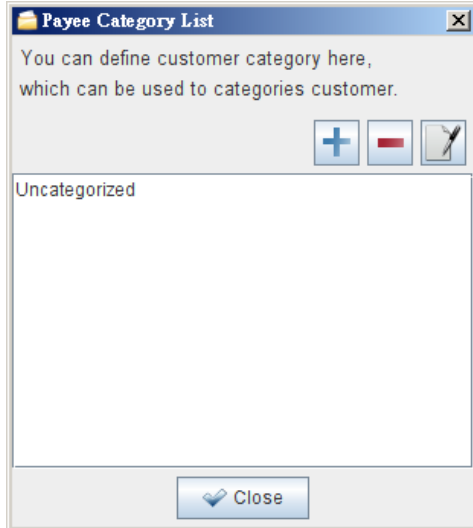 Payee Category List
You can define customer category here,
which can be used to categories customer.
Uncategorized
Close